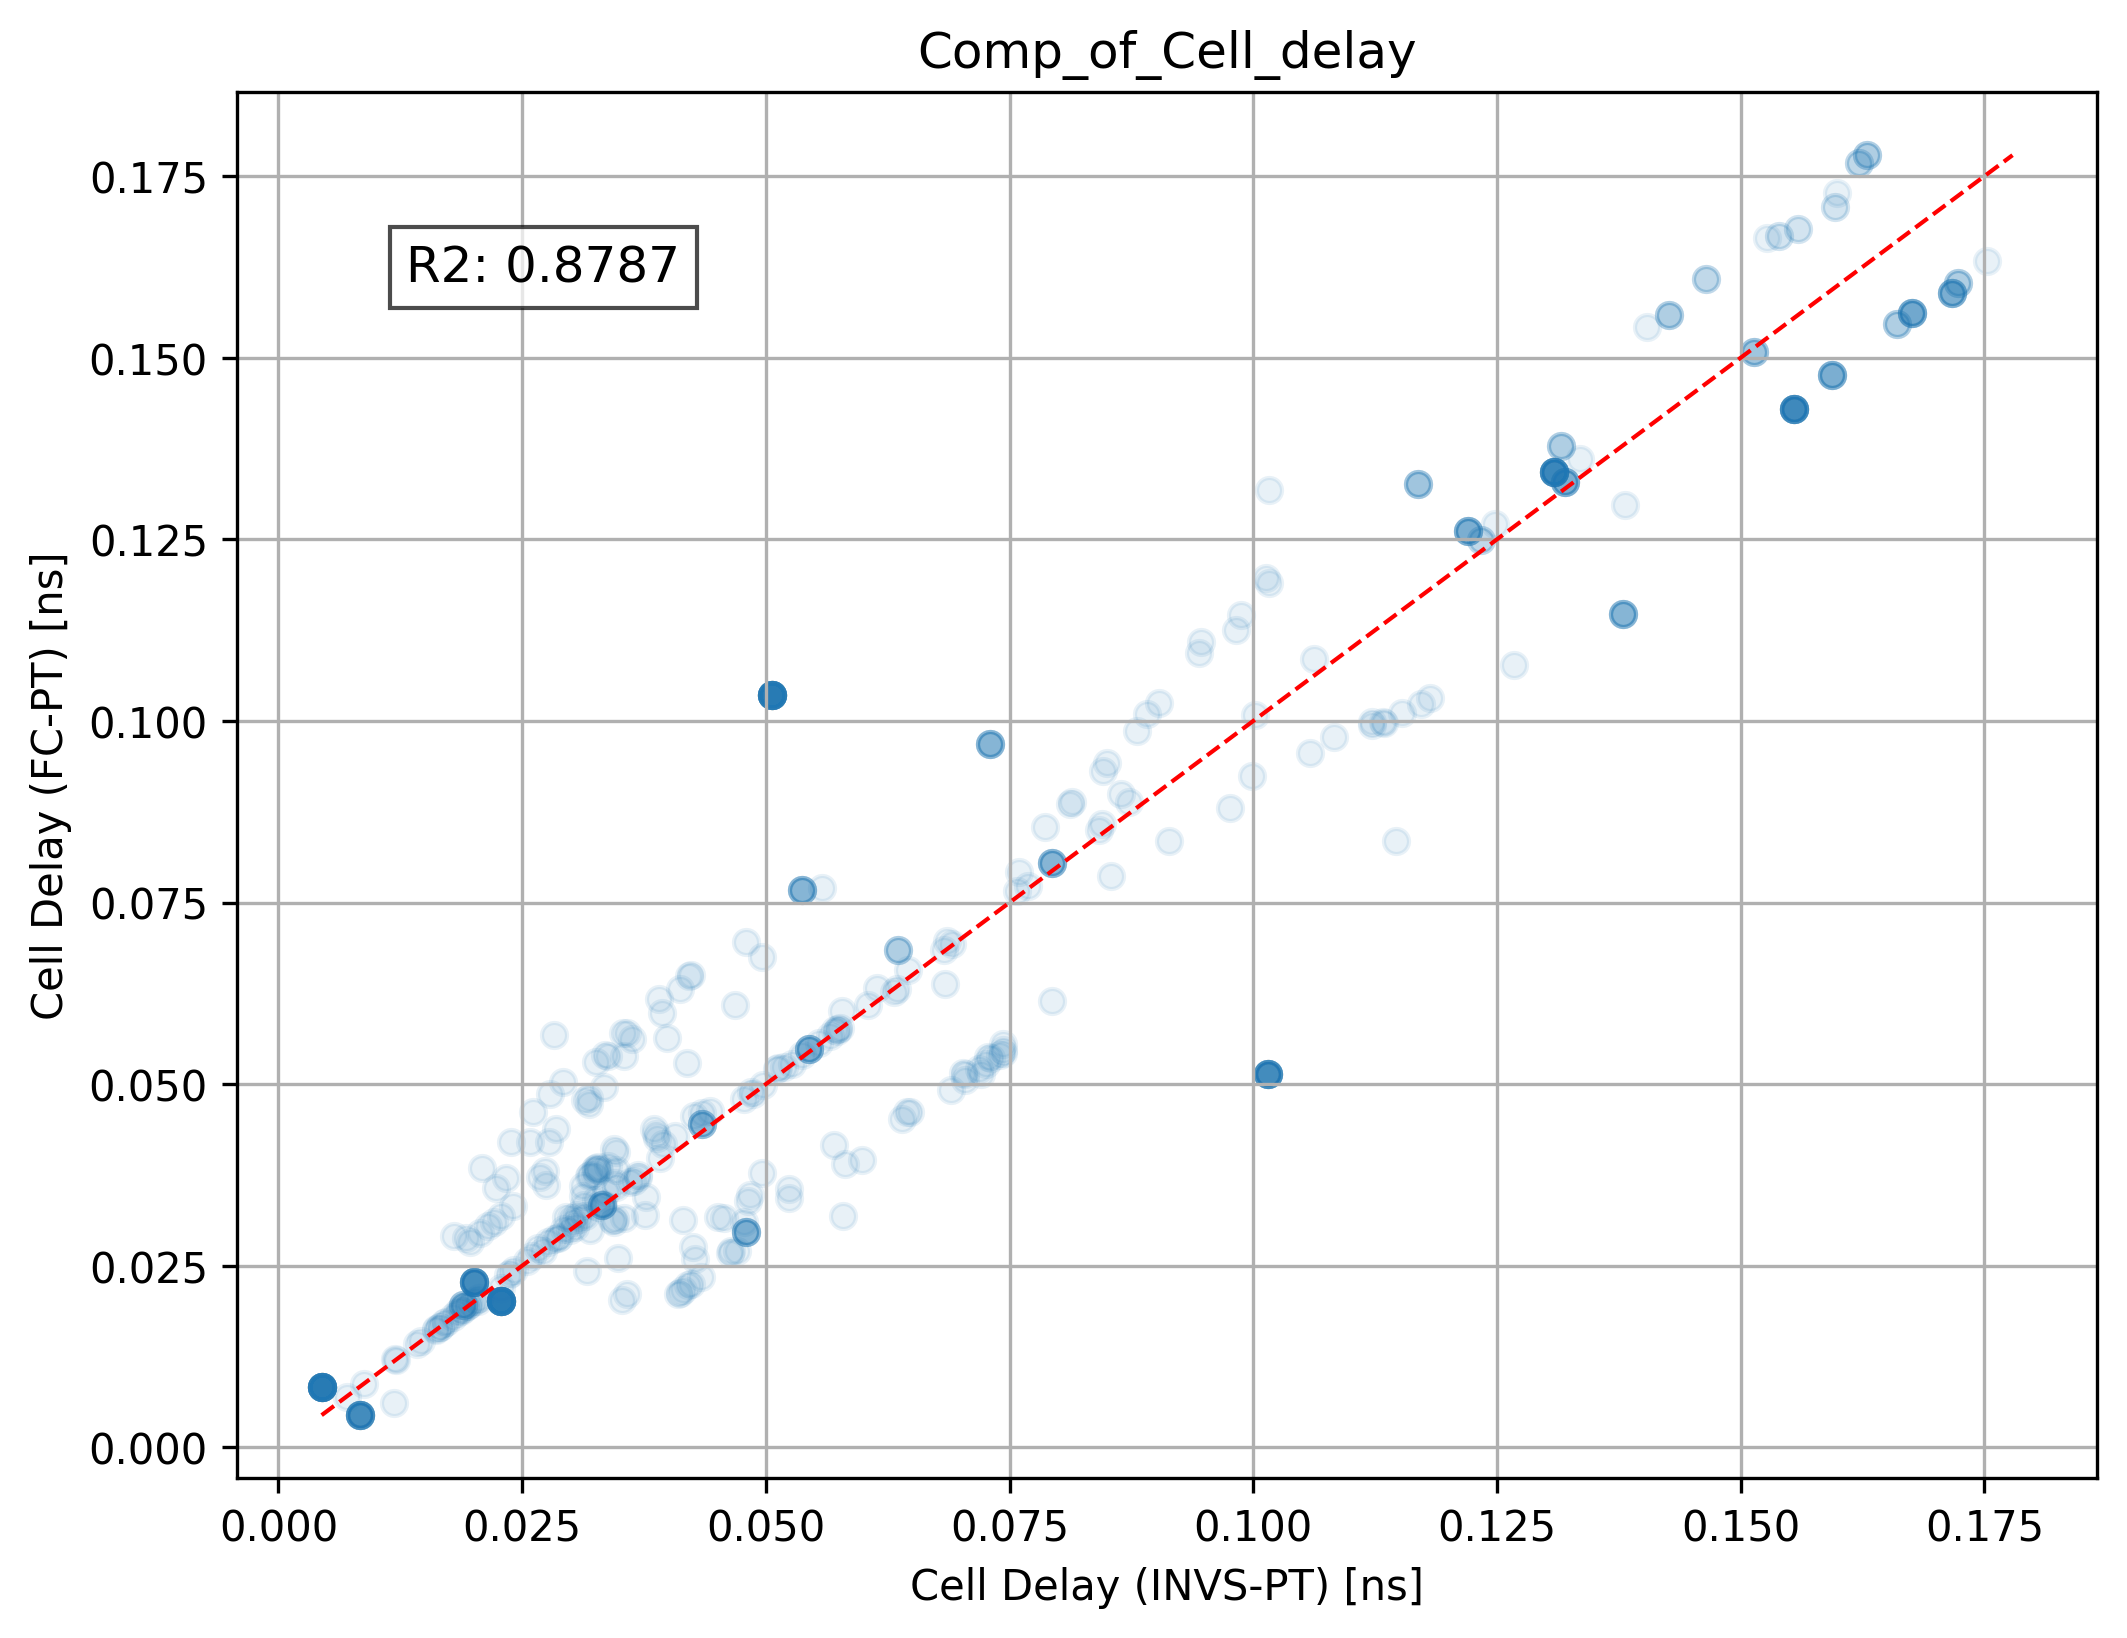 Comp_of_Cell_delay
R2: 0.8787
Cell Delay (FC-PT) [ns]
0.175
0.150
0.125
0.100
0.075
0.050
0.025
0.000
0.000 0.025 0.050 0.075 0.100 0.125 0.150 0.175
Cell Delay (INVS-PT) [ns]